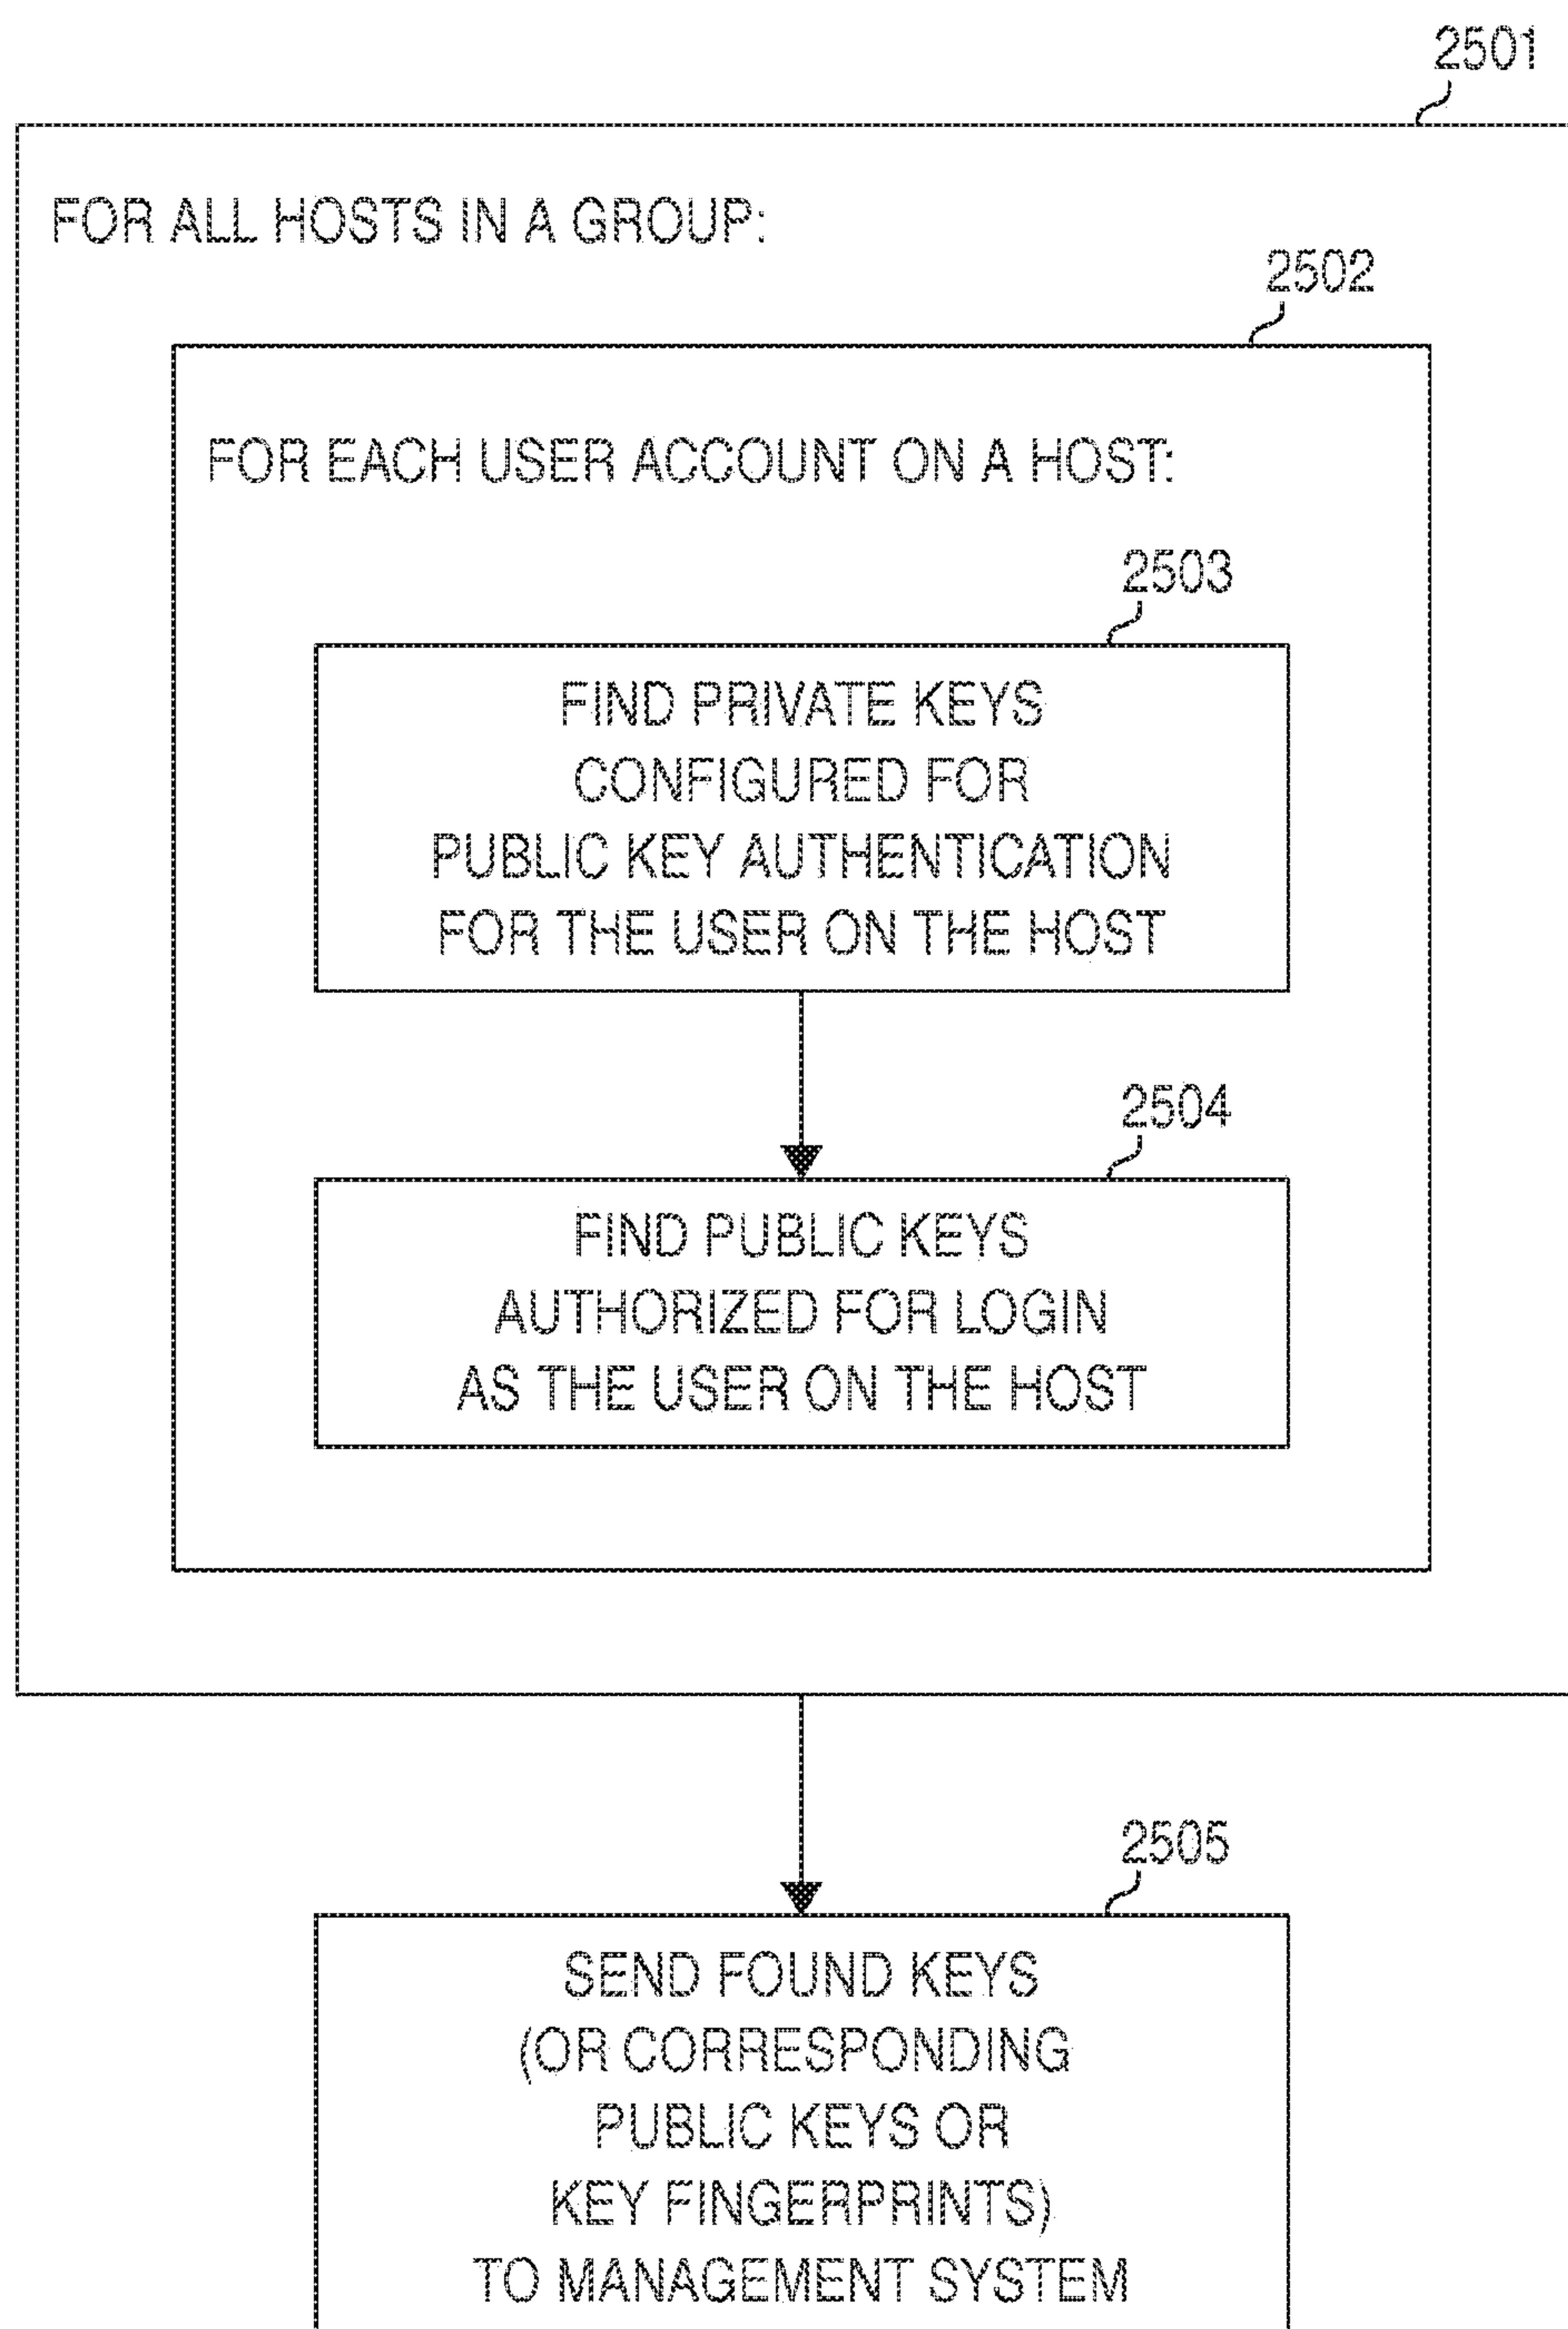 2501
FOR ALL HOSTS IN A GROUP:
2502
FOR EACH USER ACCOUNT ON A HOST:
2503
FIND PRIVATE KEYS
CONFIGURED FOR
PUBLIC KEY AUTHENTICATION
FOR THE USER ON THE HOST
2504
FIND PUBLIC KEYS
AUTHORIZED FOR LOGIN
AS THE USER ON THE HOST
2505
SEND FOUND KEYS
(OR CORRESPONDING
PUBLIC KEYS OR
KEY FINGERPRINTS)
TO MANAGEMENT SYSTEM